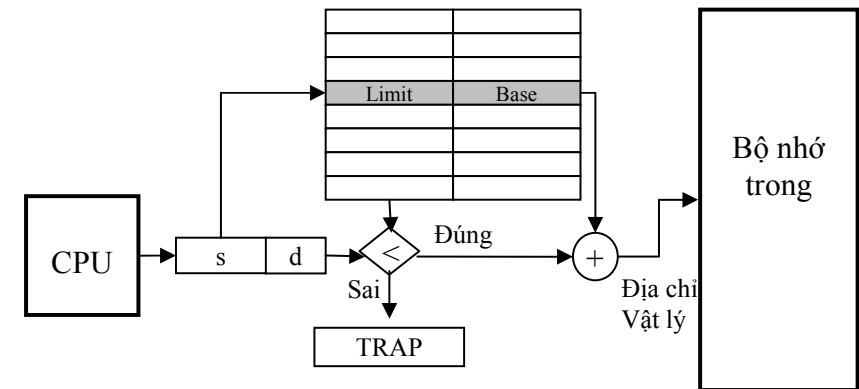 Limit Base
Bộ nhớ
trong
CPU
s d
<
Đúng
+
Sai
Địa chỉ
Vật lý
TRAP